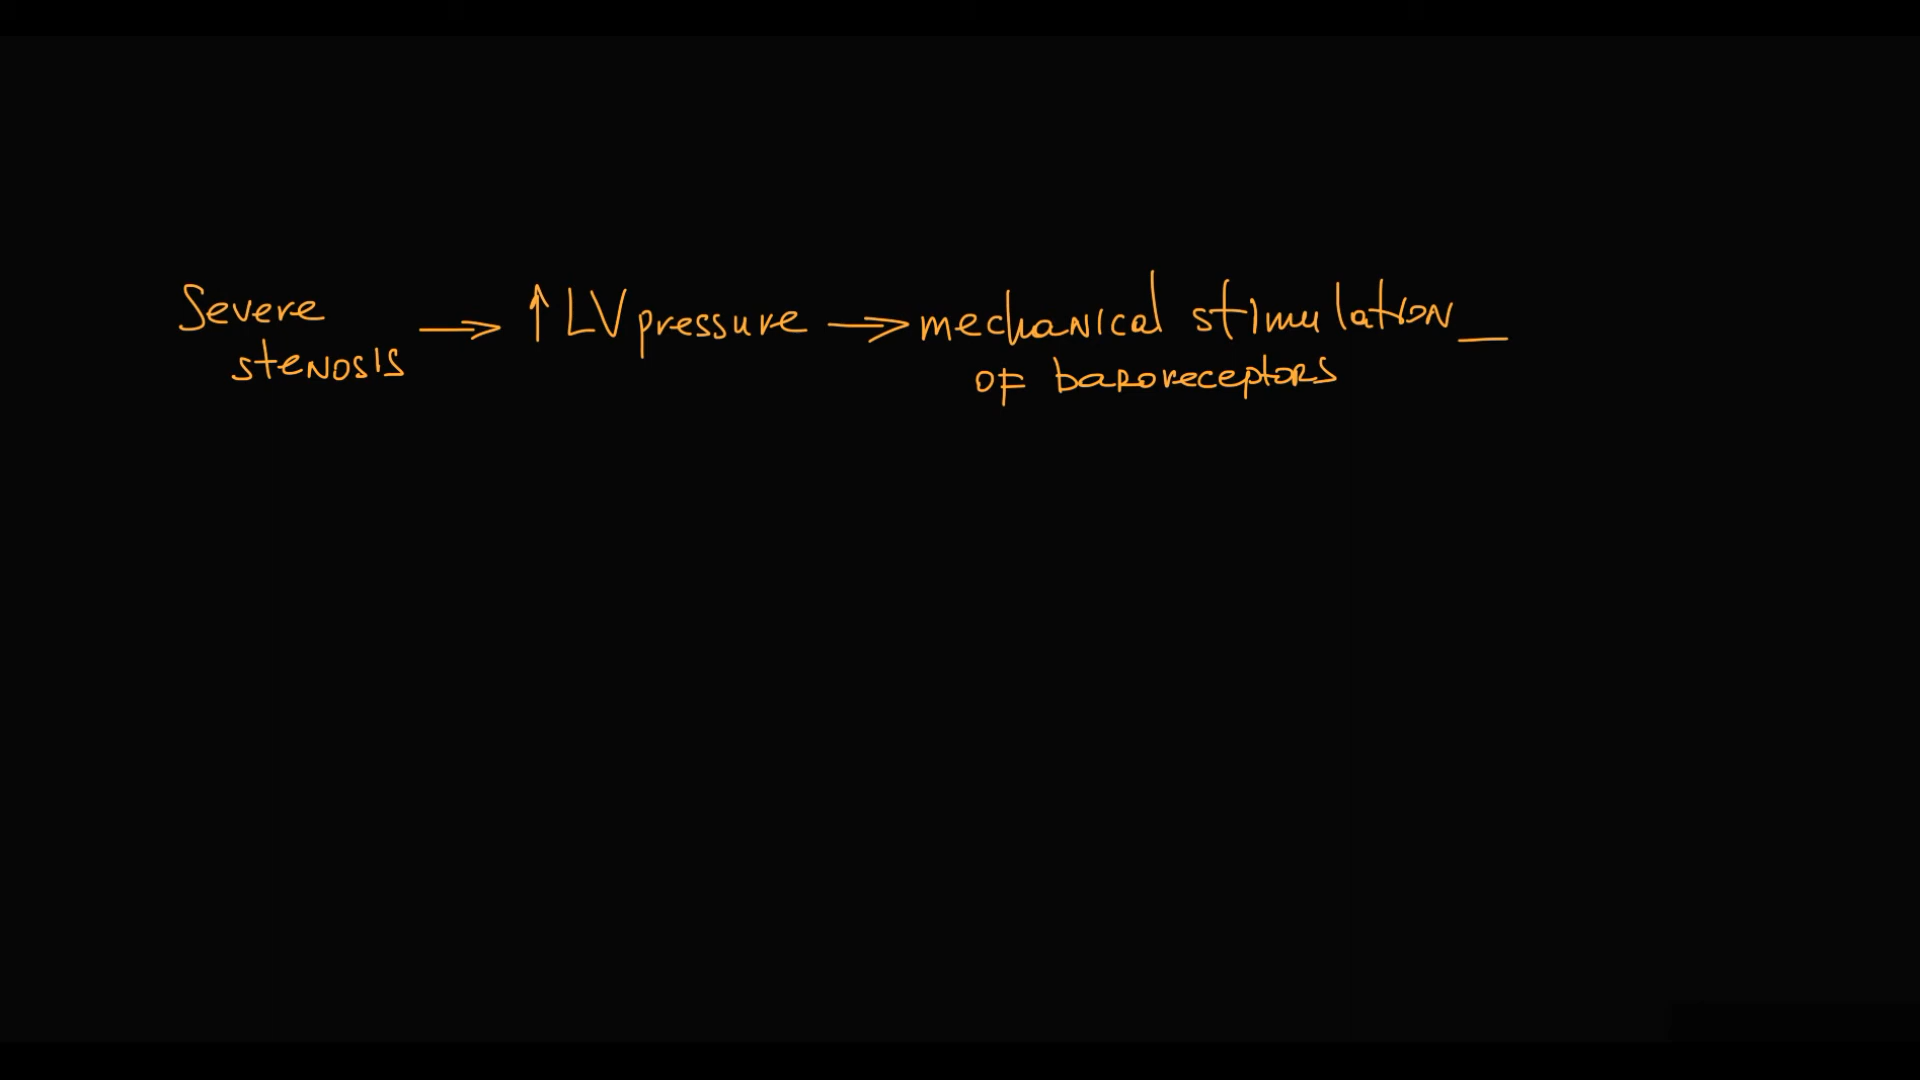 Severe → ↑ LV pressure → mechanical stimulation _
stenosis
of baroreceptors